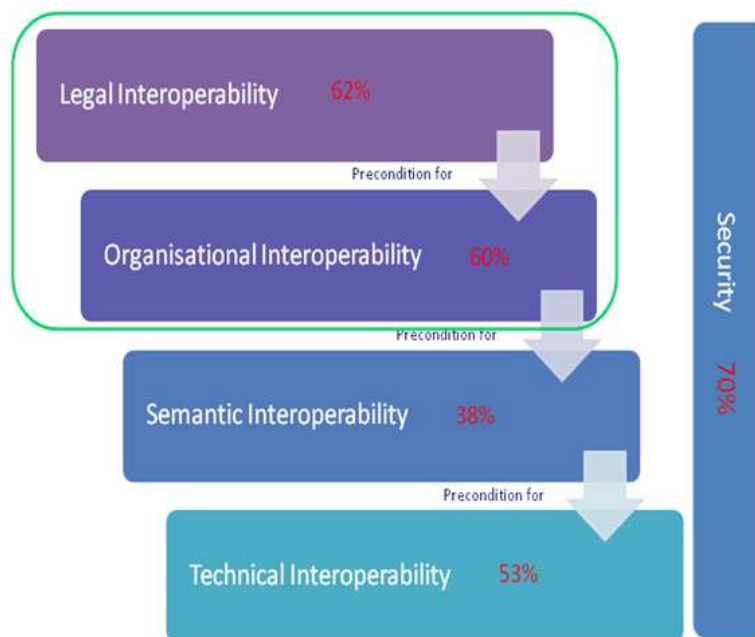 Legal Interoperability 62%
Precondition for
Organisational Interoperability 60%
Precondition for
Semantic Interoperability 38%
Precondition for
Technical Interoperability 53%
Security 70%